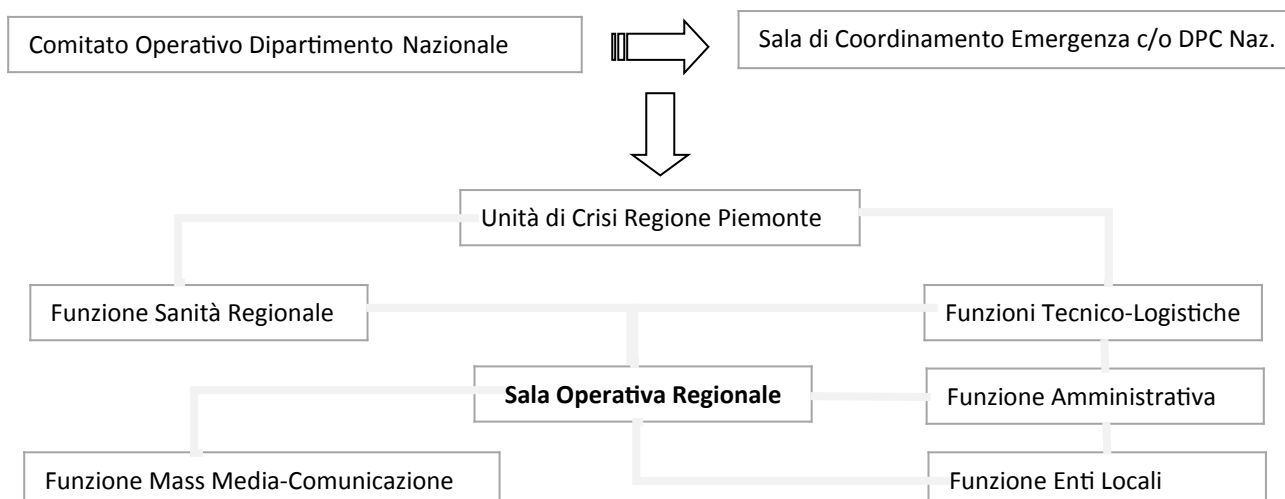 Comitato Operativo Dipartimento Nazionale
Sala di Coordinamento Emergenza c/o DPC Naz.
Unità di Crisi Regione Piemonte
Funzione Sanità Regionale
Funzioni Tecnico-Logistiche
Sala Operativa Regionale
Funzione Amministrativa
Funzione Mass Media-Comunicazione
Funzione Enti Locali